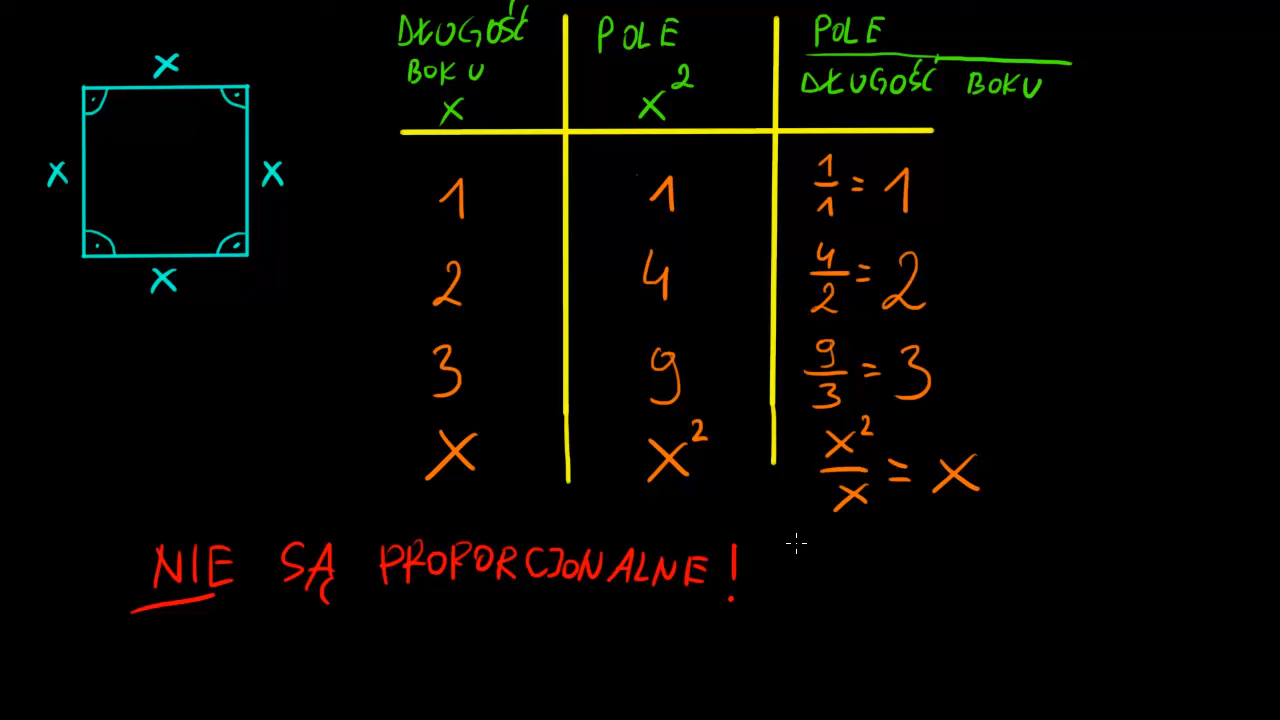 x
x x
x
DŁUGOŚĆ BOKU x | POLE x² | POLE / DŁUGOŚĆ BOKU
1 | 1 | 1/1 = 1
2 | 4 | 4/2 = 2
3 | 9 | 9/3 = 3
x | x² | x²/x = x
NIE SĄ PROPORCJONALNE!